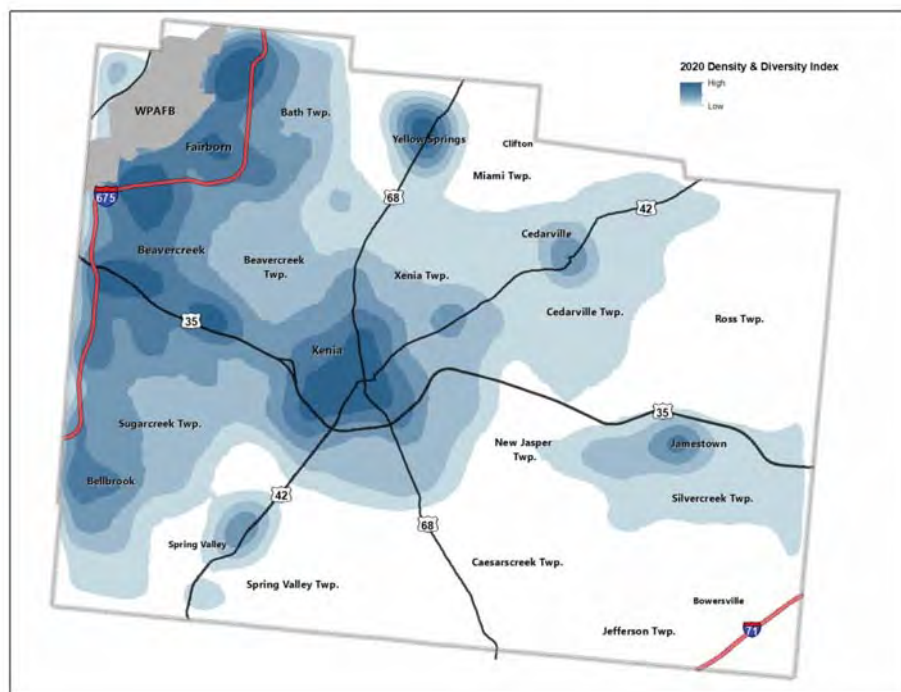 2020 Density & Diversity Index
High
Low
WPAFB
Bath Twp.
Fairborn
Yellow Springs
Clifton
Miami Twp.
675
68
42
Beavercreek
Beavercreek
Twp.
Xenia Twp.
Cedarville
Cedarville Twp.
Ross Twp.
35
Xenia
35
Sugarcreek Twp.
New Jasper
Twp.
Jamestown
Bellbrook
Silvercreek Twp.
42
68
Spring Valley
Spring Valley Twp.
Caesarscreek Twp.
Bowersville
Jefferson Twp.
71